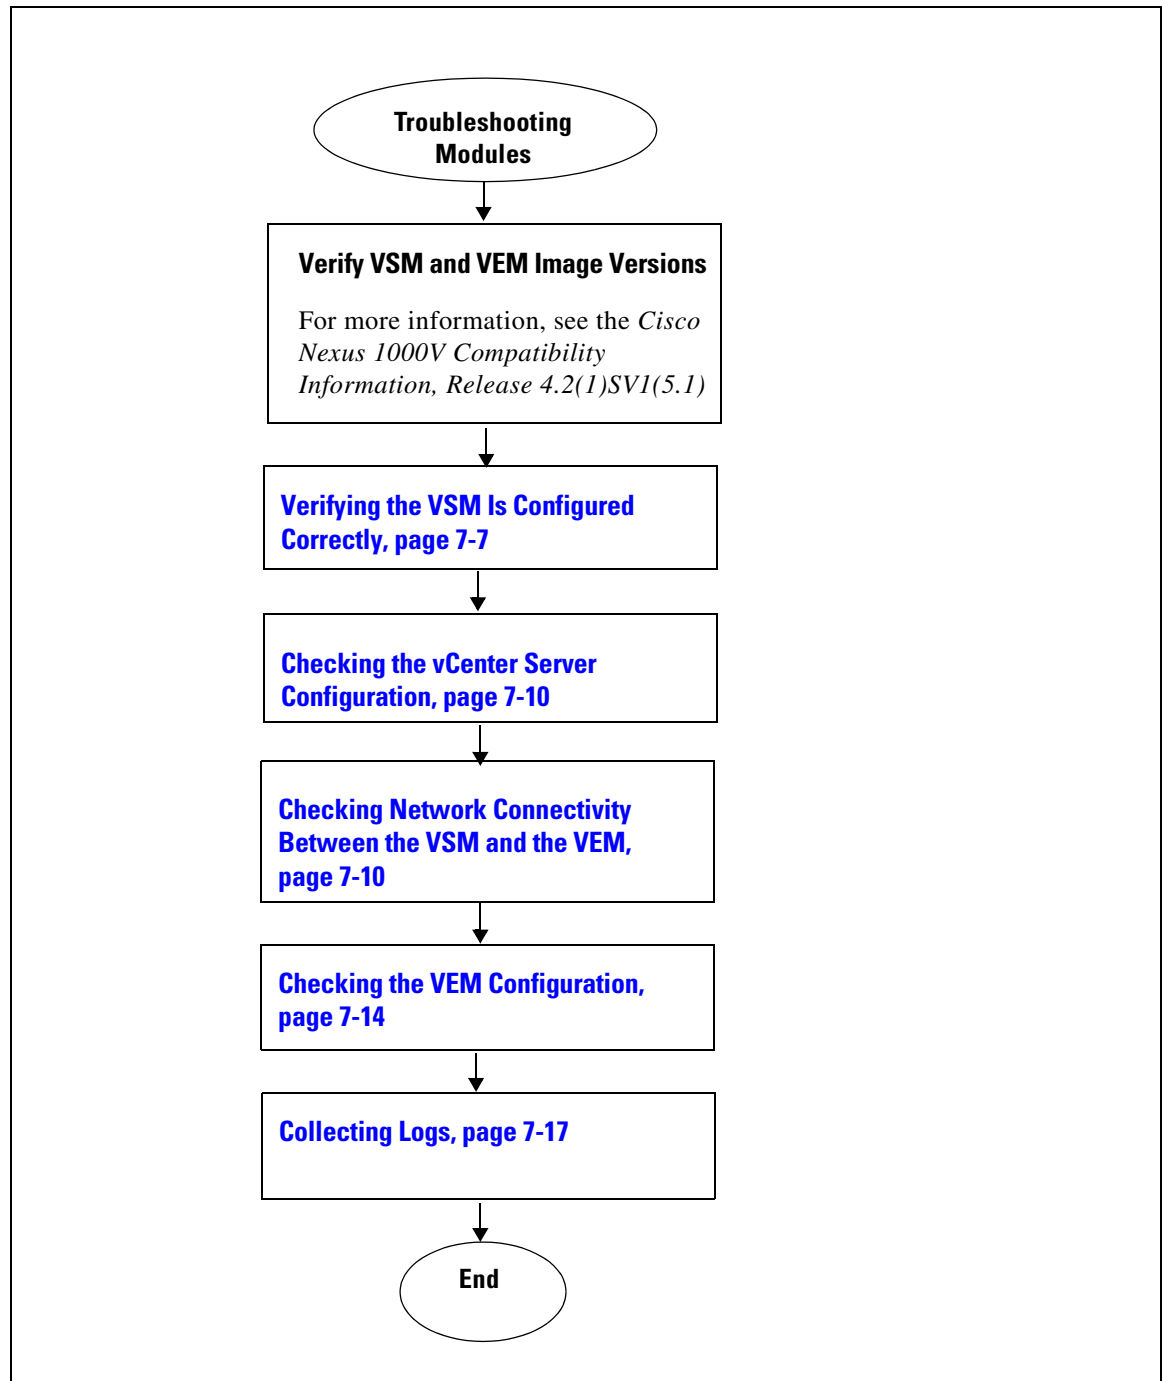 Troubleshooting
Modules
Verify VSM and VEM Image Versions
For more information, see the Cisco
Nexus 1000V Compatibility
Information, Release 4.2(1)SV1(5.1)
Verifying the VSM Is Configured
Correctly, page 7-7
Checking the vCenter Server
Configuration, page 7-10
Checking Network Connectivity
Between the VSM and the VEM,
page 7-10
Checking the VEM Configuration,
page 7-14
Collecting Logs, page 7-17
End